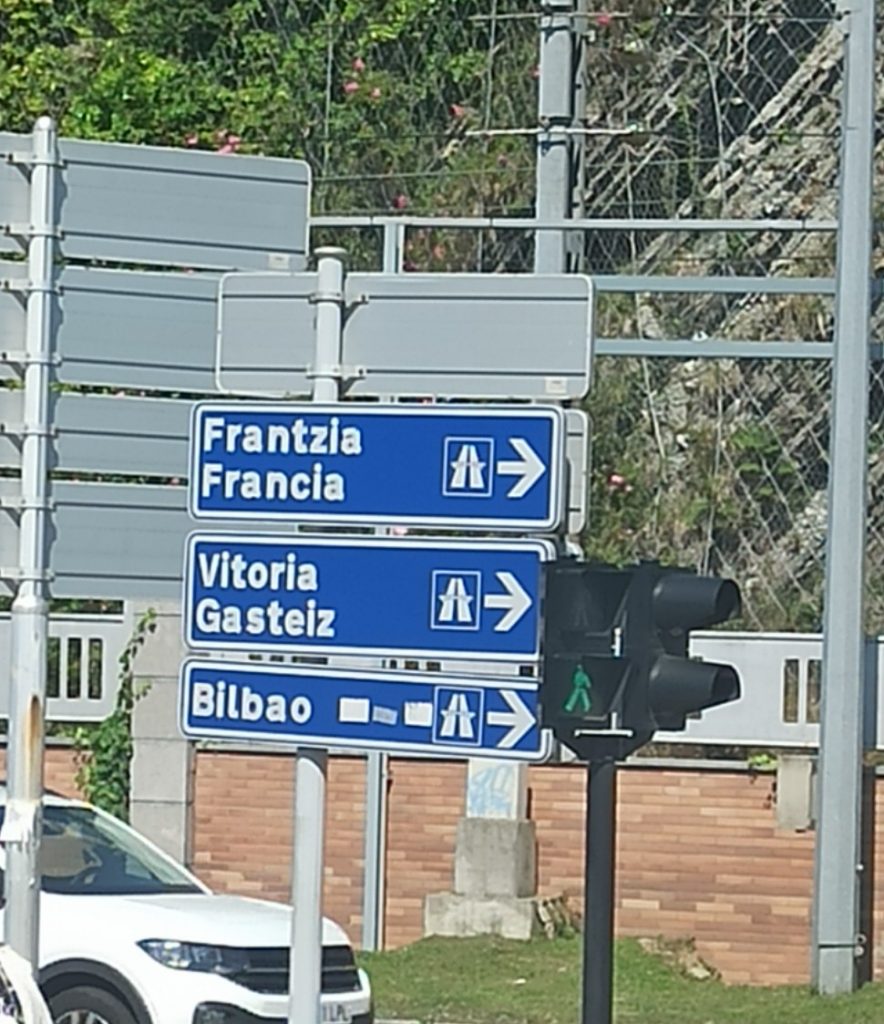 Frantzia
Francia
Vitoria
Gasteiz
Bilbao